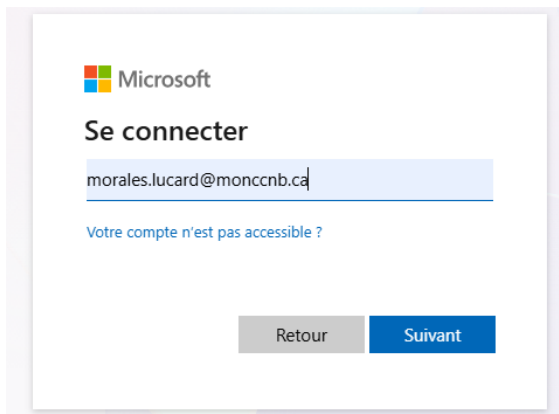 Microsoft
Se connecter
morales.lucard@monccnb.ca
Votre compte n'est pas accessible ?
Retour
Suivant